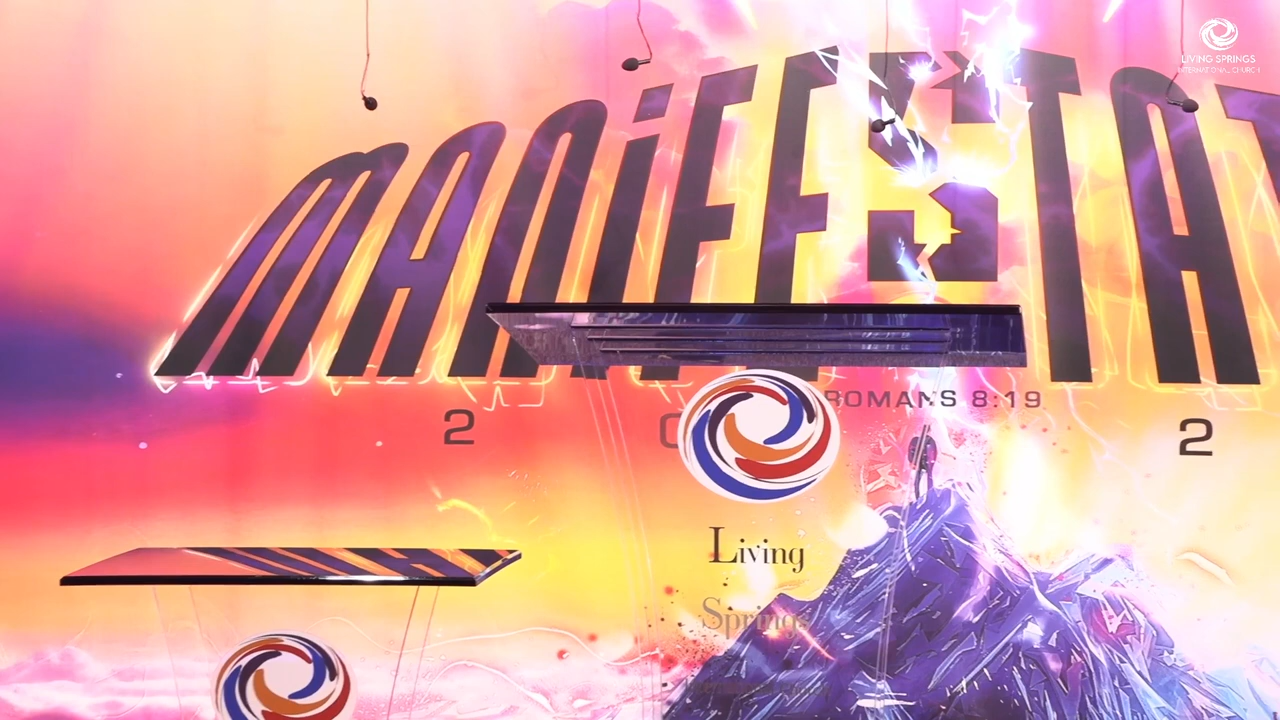 LIVING SPRINGS
INTERNATIONAL CHURCH
MANiFESTAT
ROMANS 8:19
2 0 2
Living
Springs